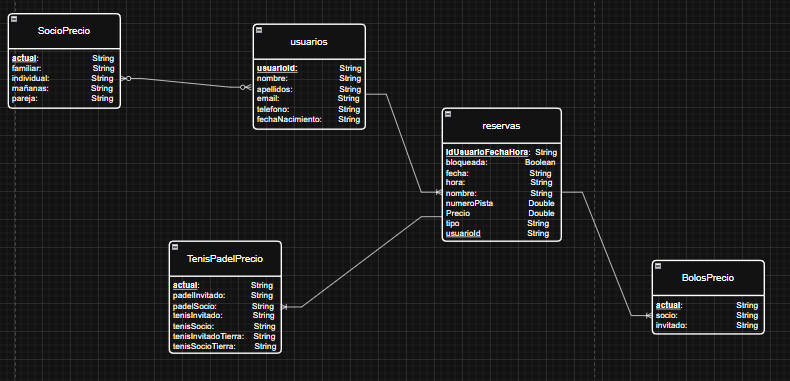 SocioPrecio
actual: String
familiar: String
individual: String
mañanas: String
pareja: String
usuarios
usuarioId: String
nombre: String
apellidos: String
email: String
telefono: String
fechaNacimiento: String
reservas
idUsuarioFechaHora: String
bloqueada: Boolean
fecha: String
hora: String
nombre: String
numeroPista Double
Precio Double
tipo String
usuarioId String
TenisPadelPrecio
actual: String
padelInvitado: String
padelSocio: String
tenisInvitado: String
tenisSocio: String
tenisInvitadoTierra: String
tenisSocioTierra: String
BolosPrecio
actual: String
socio: String
invitado: String